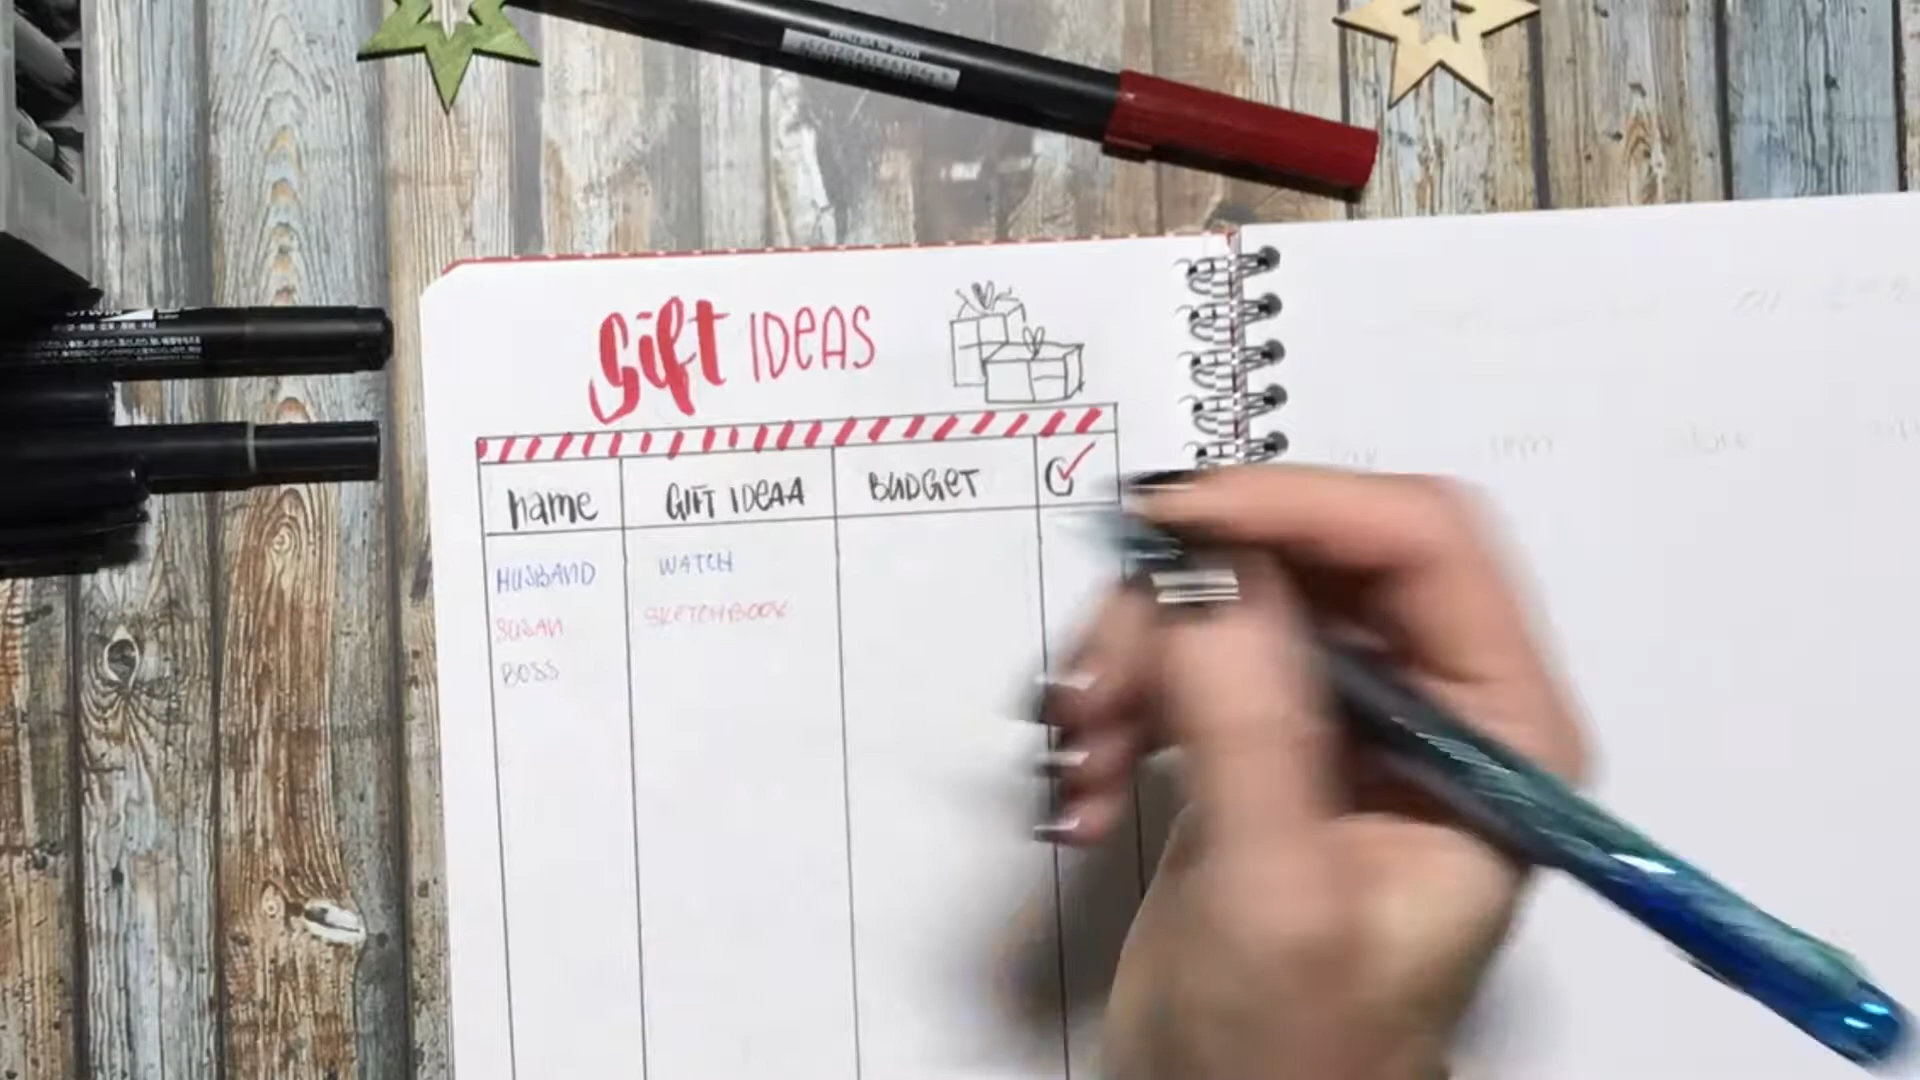 Gift IDEAS
name GIFT IDEAA BUDGET
HUSBAND WATCH
SUSAN SKETCHBOOK
BOSS